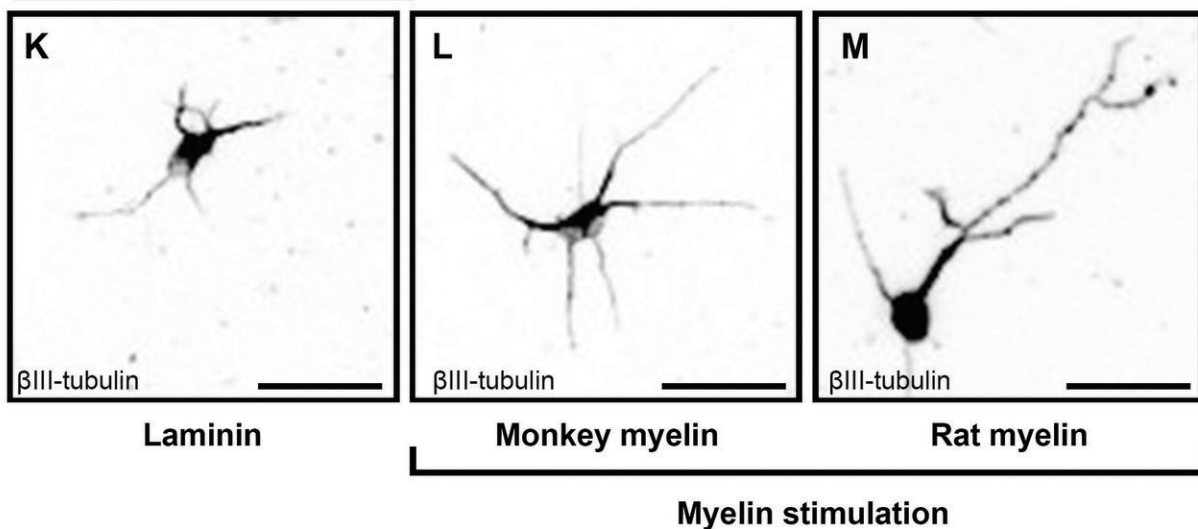 K
L
M
βIII-tubulin
βIII-tubulin
βIII-tubulin
Laminin
Monkey myelin
Rat myelin
Myelin stimulation